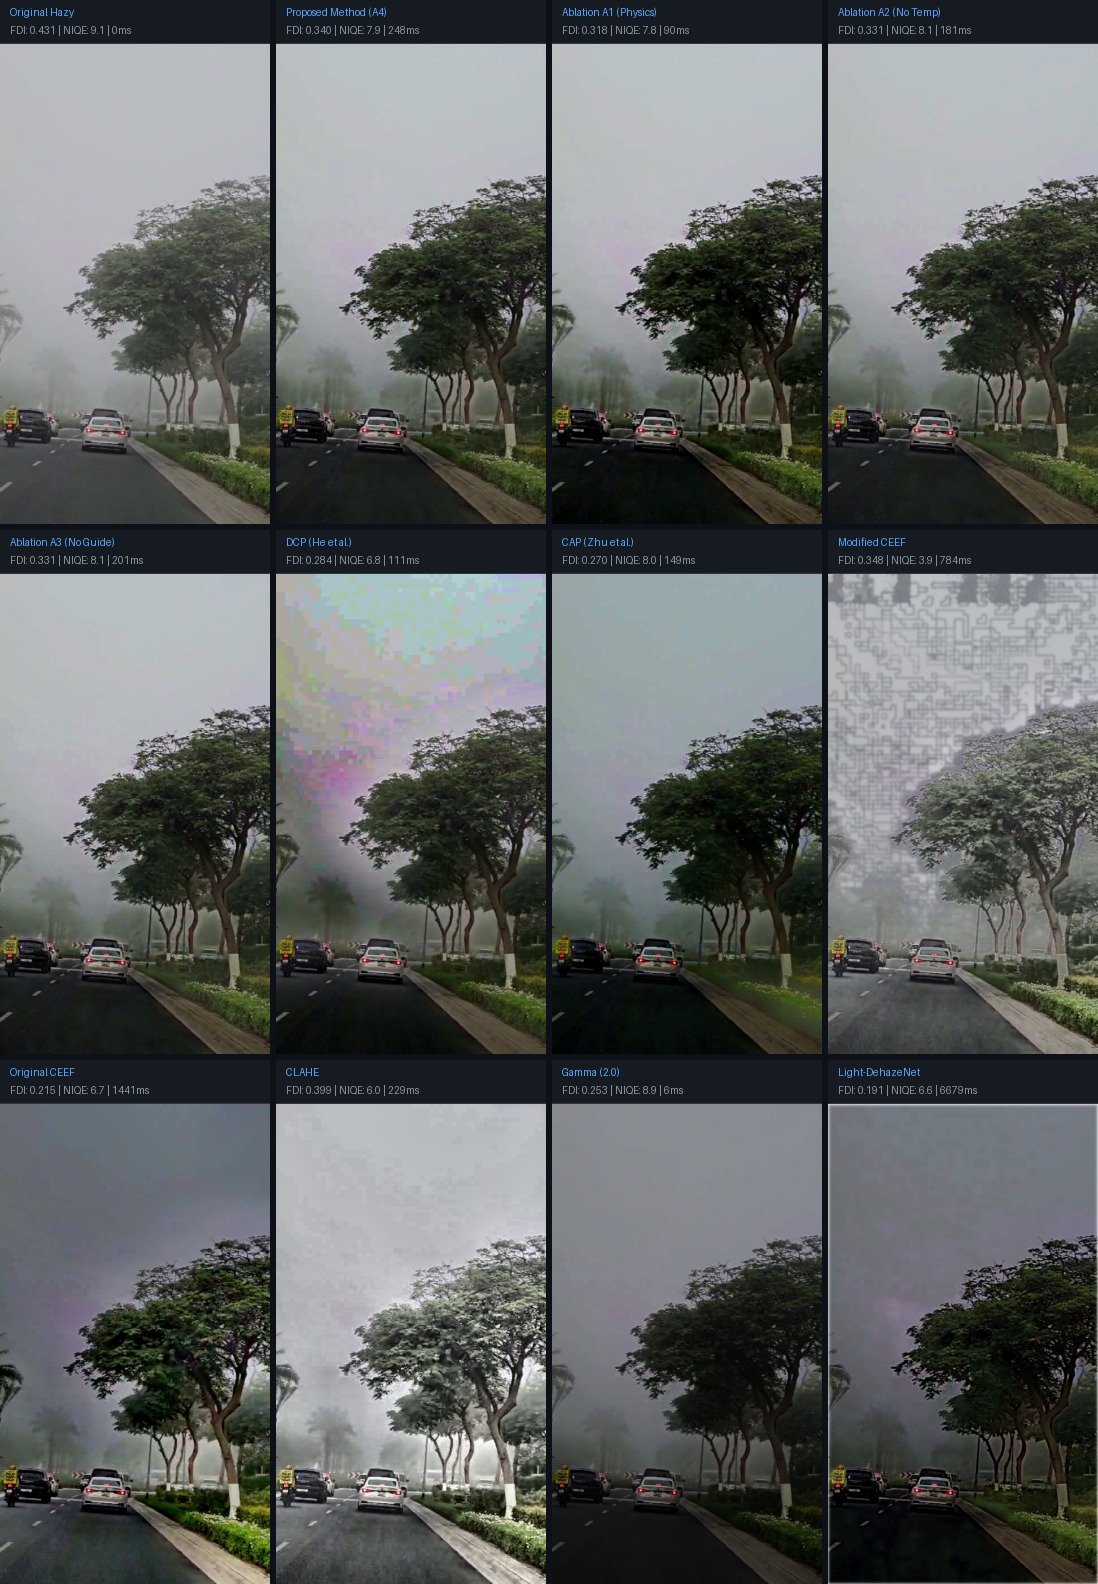 Original Hazy
FDI: 0.431 | NIQE: 9.1 | 0ms
Proposed Method (A4)
FDI: 0.340 | NIQE: 7.9 | 248ms
Ablation A1 (Physics)
FDI: 0.318 | NIQE: 7.8 | 90ms
Ablation A2 (No Temp)
FDI: 0.331 | NIQE: 8.1 | 181ms
Ablation A3 (No Guide)
FDI: 0.331 | NIQE: 8.1 | 201ms
DCP (He et al.)
FDI: 0.284 | NIQE: 6.8 | 111ms
CAP (Zhu et al.)
FDI: 0.270 | NIQE: 8.0 | 149ms
Modified CEEF
FDI: 0.348 | NIQE: 3.9 | 784ms
Original CEEF
FDI: 0.215 | NIQE: 6.7 | 1441ms
CLAHE
FDI: 0.399 | NIQE: 6.0 | 229ms
Gamma (2.0)
FDI: 0.253 | NIQE: 8.9 | 6ms
Light-DehazeNet
FDI: 0.191 | NIQE: 6.6 | 6679ms